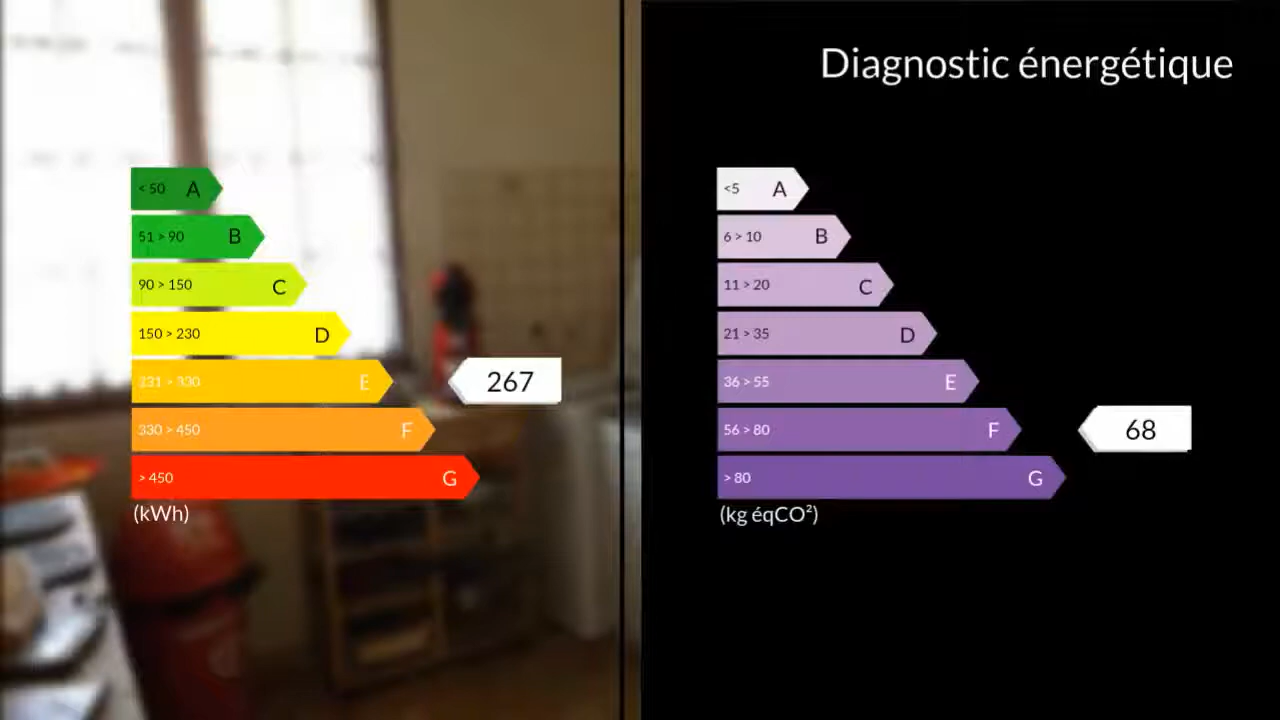 Diagnostic énergétique
< 50 A
51 > 90 B
90 > 150 C
150 > 230 D
231 > 330 E
267
330 > 450 F
> 450 G
(kWh)
<5 A
6 > 10 B
11 > 20 C
21 > 35 D
36 > 55 E
56 > 80 F
68
> 80 G
(kg éqCO²)